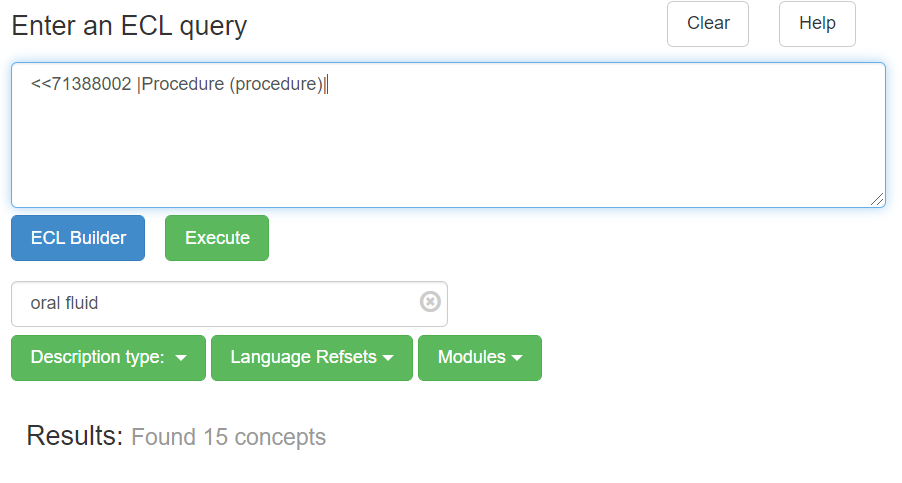 Enter an ECL query
Clear
Help
<<71388002 |Procedure (procedure)|
ECL Builder
Execute
oral fluid
Description type:
Language Refsets
Modules
Results: Found 15 concepts